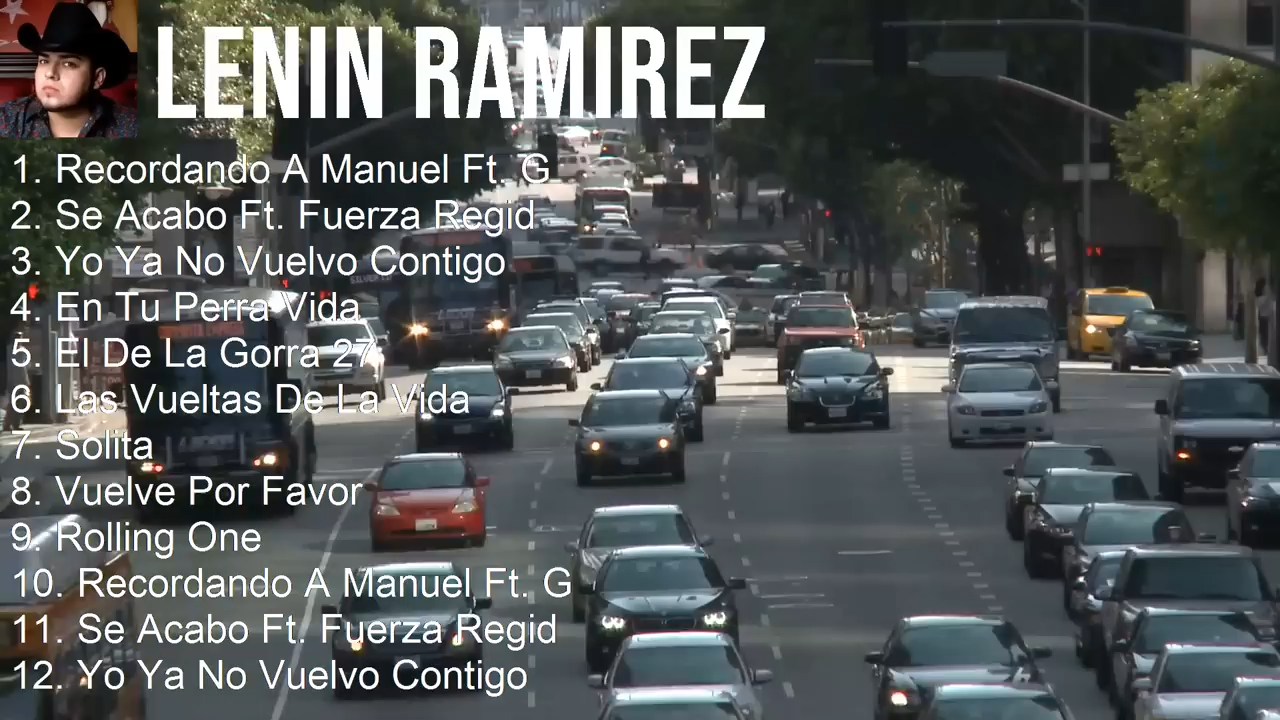 LENIN RAMIREZ
1. Recordando A Manuel Ft. G
2. Se Acabo Ft. Fuerza Regid
3. Yo Ya No Vuelvo Contigo
4. En Tu Perra Vida
5. El De La Gorra 27
6. Las Vueltas De La Vida
7. Solita
8. Vuelve Por Favor
9. Rolling One
10. Recordando A Manuel Ft. G
11. Se Acabo Ft. Fuerza Regid
12. Yo Ya No Vuelvo Contigo